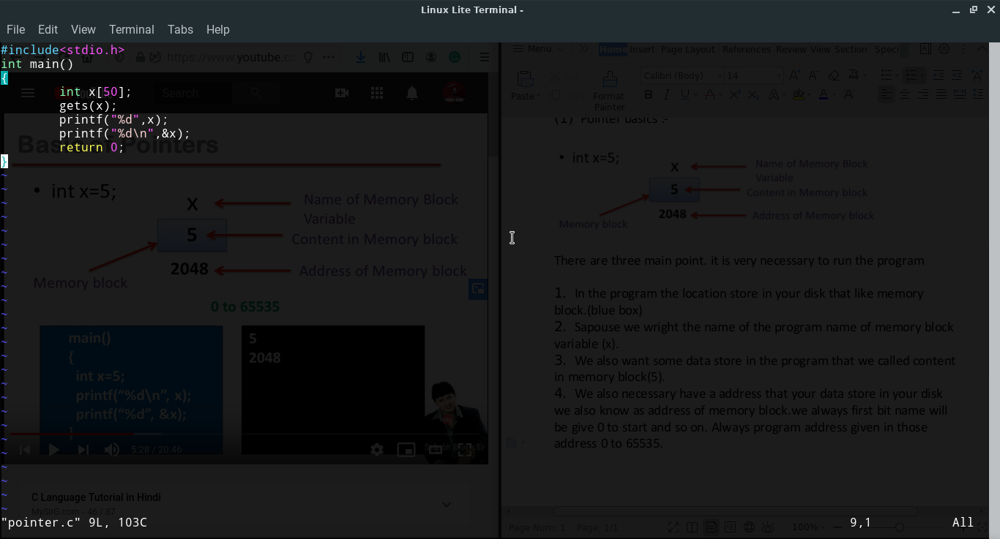 Linux Lite Terminal -
File Edit View Terminal Tabs Help
#include<stdio.h>
int main()
{
int x[50];
gets(x);
printf("%d",x);
printf("%d\n",&x);
return 0;
}
~
"pointer.c" 9L, 103C 9,1 All
https://www.youtube.c
Search
Pointers
• int x=5;
X
Name of Memory Block
Variable
5
Content in Memory block
2048
Address of Memory block
Memory block
0 to 65535
main()
{
int x=5;
printf("%d\n", x);
printf("%d", &x);
}
5
2048
5:28 / 20:46
C Language Tutorial in Hindi
MySirG.com - 46 / 87
Menu Home Insert Page Layout References Review View Section Speci
Paste Format
Painter
Calibri (Body) 14
(1) Pointer basics :-
• int x=5;
X
Name of Memory Block
Variable
5
Content in Memory block
2048
Address of Memory block
Memory block
There are three main point. it is very necessary to run the program
1. In the program the location store in your disk that like memory
block.(blue box)
2. Sapouse we wright the name of the program name of memory block
variable (x).
3. We also want some data store in the program that we called content
in memory block(5).
4. We also necessary have a address that your data store in your disk
we also know as address of memory block.we always first bit name will
be give 0 to start and so on. Always program address given in those
address 0 to 65535.
Page Num: 1 Page: 1/1 100%